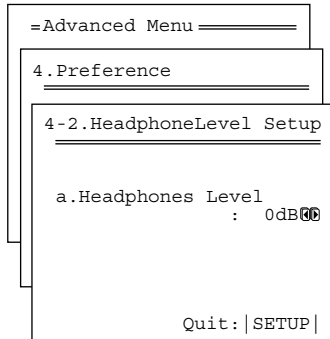 Advanced Menu
4.Preference
4-2.HeadphoneLevel Setup
a.Headphones Level
: 0dB
Quit:|SETUP|